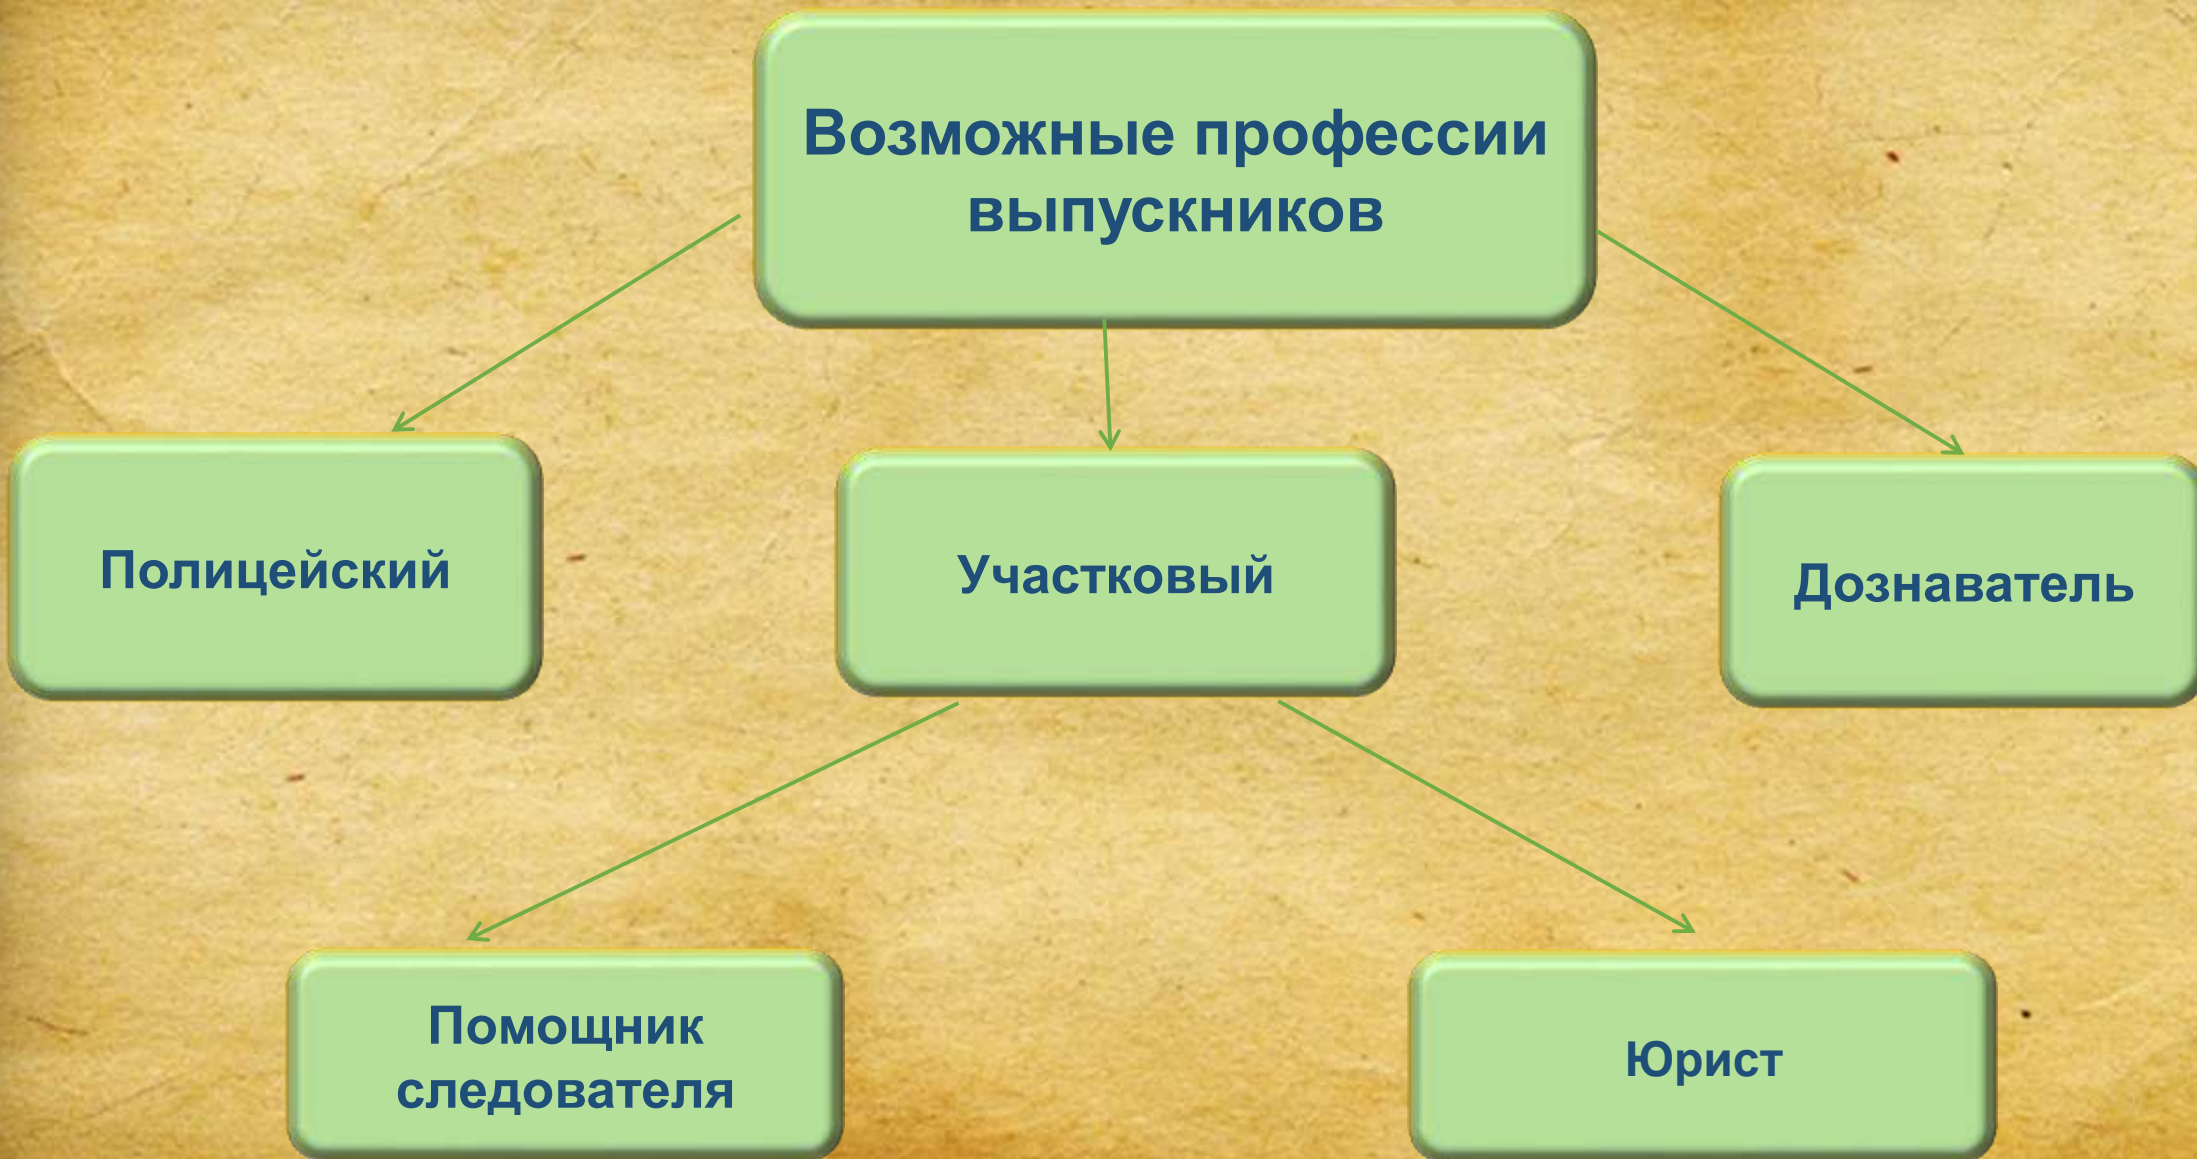 Возможные профессии
выпускников
Полицейский
Участковый
Дознаватель
Помощник
следователя
Юрист